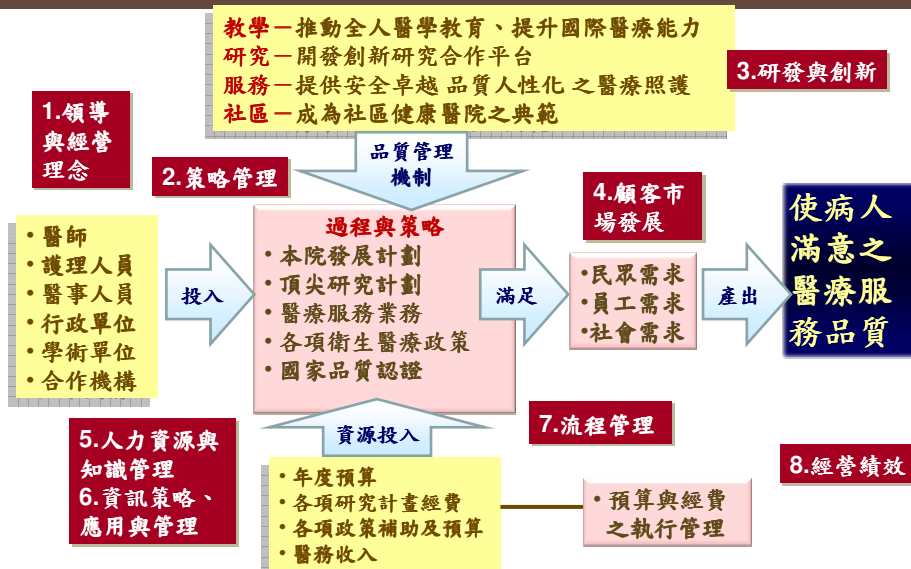 教學－推動全人醫學教育、提升國際醫療能力
研究－開發創新研究合作平台
服務－提供安全卓越 品質人性化 之醫療照護
社區－成為社區健康醫院之典範
3.研發與創新
1.領導
與經營
理念
品質管理
機制
2.策略管理
4.顧客市
場發展
•醫師
•護理人員
•醫事人員
•行政單位
•學術單位
•合作機構
投入
過程與策略
•本院發展計劃
•頂尖研究計劃
•醫療服務業務
•各項衛生醫療政策
•國家品質認證
滿足
•民眾需求
•員工需求
•社會需求
產出
使病人
滿意之
醫療服
務品質
5.人力資源與
知識管理
6.資訊策略、
應用與管理
資源投入
7.流程管理
8.經營績效
•年度預算
•各項研究計畫經費
•各項政策補助及預算
•醫務收入
•預算與經費
之執行管理